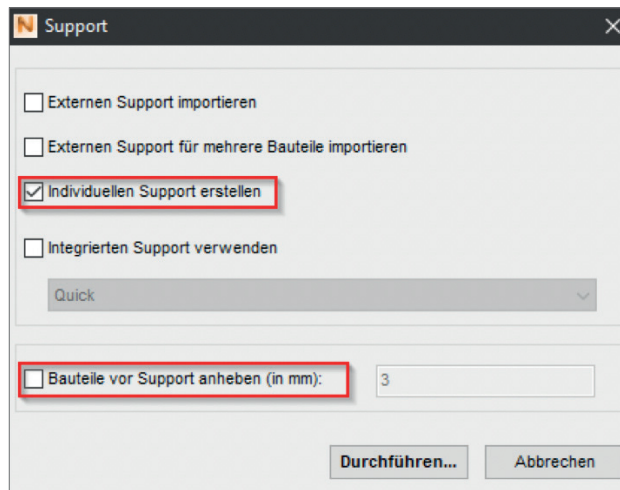 N Support
Externen Support importieren
Externen Support für mehrere Bauteile importieren
Individuellen Support erstellen
Integrierten Support verwenden
Quick
Bauteile vor Support anheben (in mm): 3
Durchführen... Abbrechen